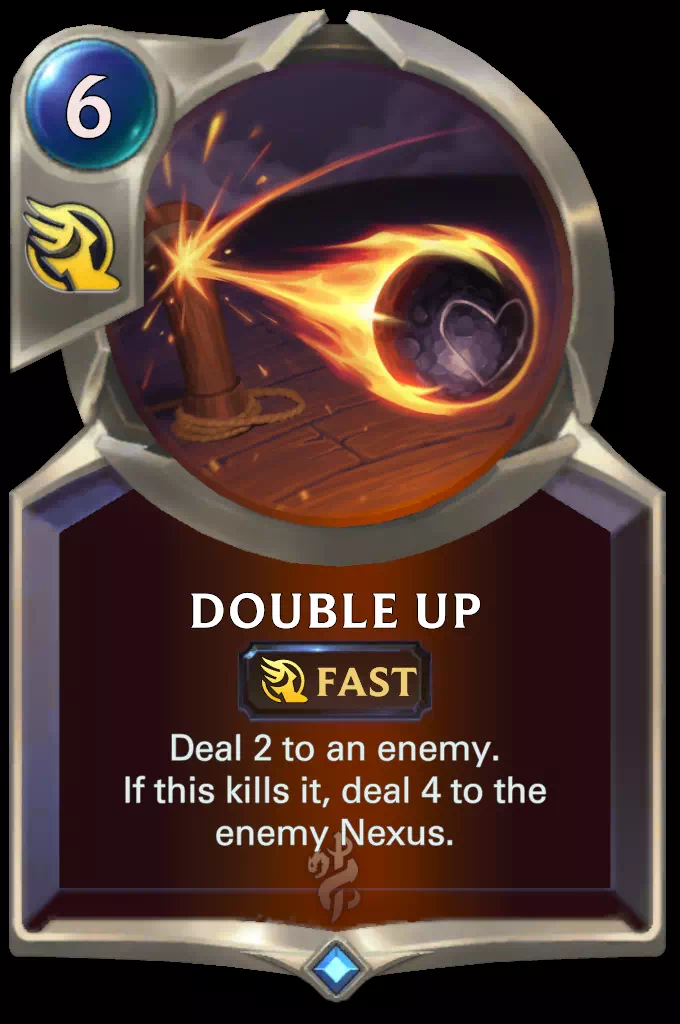 6
DOUBLE UP
FAST
Deal 2 to an enemy.
If this kills it, deal 4 to the
enemy Nexus.